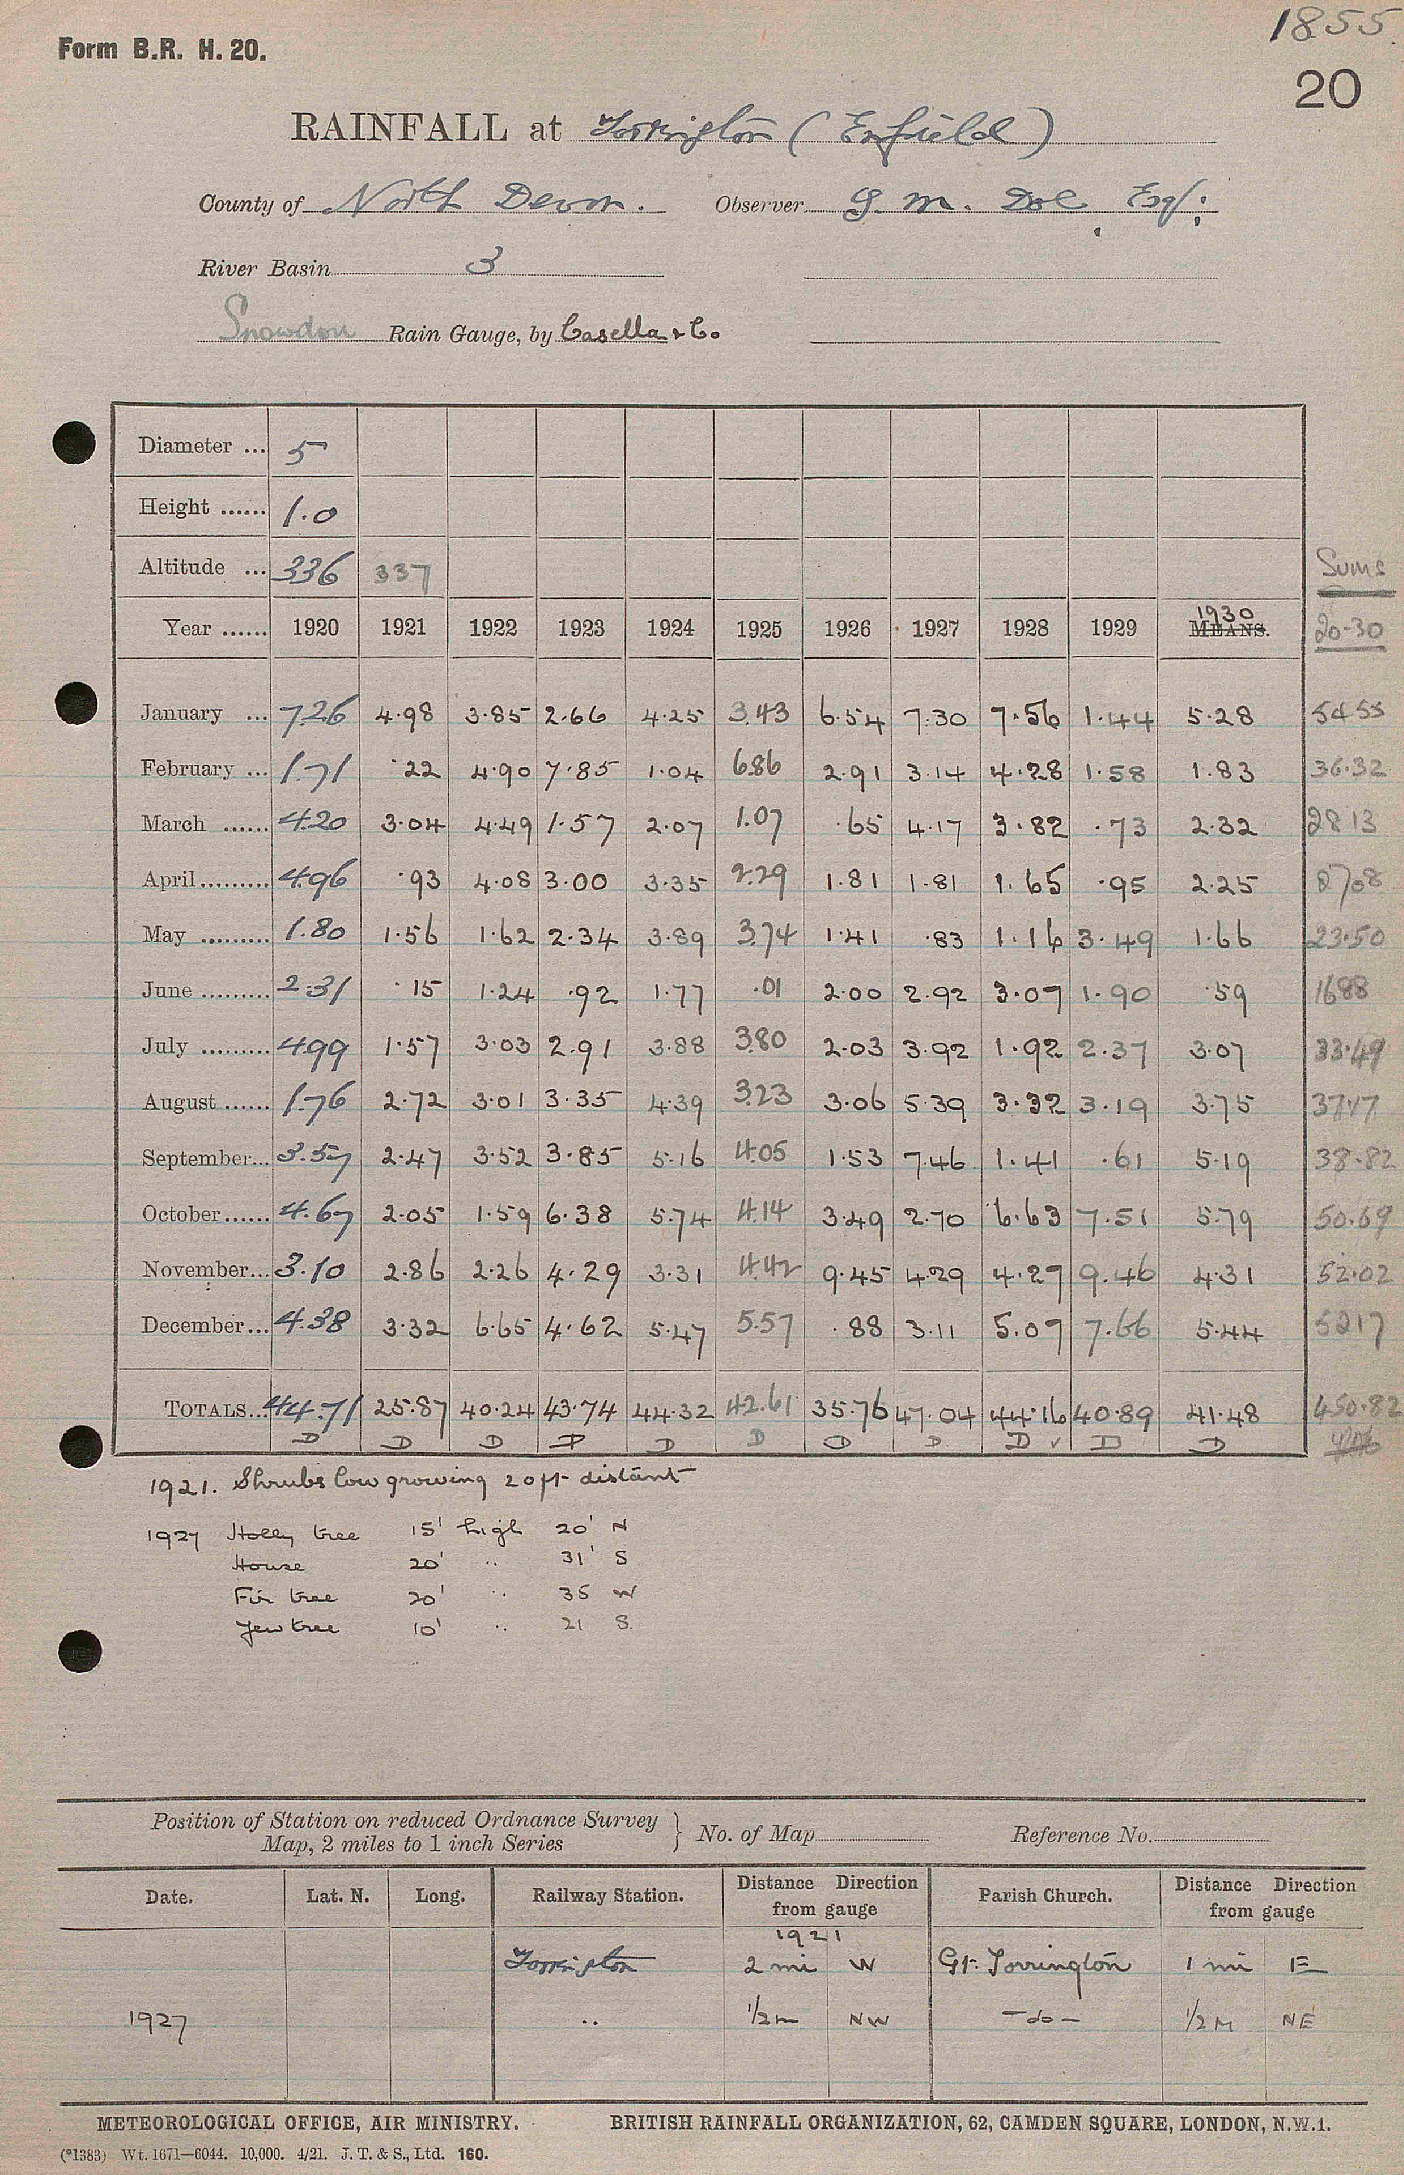 1855.
Form B.R. H. 20.
20
RAINFALL at Torrington (Enfield)
County of North Devon. Observer G. M. Doe, Esq:
River Basin 3
Snowdon Rain Gauge, by Casella & Co
Diameter ... 5
Height ...... 1.0
Altitude ... 336 337
Sums
Year ...... 1920 1921 1922 1923 1924 1925 1926 1927 1928 1929 1930 MEANS. 20-30
January ... 7.26 4.98 3.85 2.66 4.25 3.43 6.54 7.30 7.56 1.44 5.28 54 55
February ... 1.71 .22 4.90 7.85 1.04 6.86 2.91 3.14 4.28 1.58 1.83 36.32
March ...... 4.20 3.04 4.49 1.57 2.07 1.07 .65 4.17 3.82 .73 2.32 28 13
April ......... 4.96 .93 4.08 3.00 3.35 2.29 1.81 1.81 1.65 .95 2.25
May ......... 1.80 1.56 1.62 2.34 3.89 3.74 1.41 .83 1.16 3.49 1.66 23.50
June ......... 2.31 .15 1.24 .92 1.77 .01 2.00 2.92 3.07 1.90 .59 1688
July ......... 4.99 1.57 3.03 2.91 3.88 3.80 2.03 3.92 1.92 2.37 3.07 33.49
August ...... 1.76 2.72 3.01 3.35 4.39 3.23 3.06 5.39 3.32 3.19 3.75 37.17
September... 3.57 2.47 3.52 3.85 5.16 4.05 1.53 7.46 1.41 .61 5.19 38.82
October ...... 4.67 2.05 1.59 6.38 5.74 4.14 3.49 2.70 6.63 7.51 5.79 50.69
November... 3.10 2.86 2.26 4.29 3.31 4.42 9.45 4.29 4.29 9.46 4.31 52.02
December ... 4.38 3.32 6.65 4.62 5.47 5.57 .88 3.11 5.07 7.66 5.44 52 17
TOTALS... 44.71 25.87 40.24 43.74 44.32 42.61 35.76 47.04 44.16 40.89 41.48 450.82
D D D D D D D D D ✓ D D
1921. Shrubs low growing 20 ft distant
1927 Holly tree 15' high 20' N
House 20' .. 31' S
Fir tree 20' .. 35 W
Yew tree 10' .. 21 S.
Position of Station on reduced Ordnance Survey
Map, 2 miles to 1 inch Series } No. of Map Reference No.
Date. Lat. N. Long. Railway Station. Distance Direction from gauge Parish Church. Distance Direction from gauge
1921
Torrington 2 mi W Gt. Torrington 1 mi E
1927 .. 1/2 m NW —do— 1/2 M NE
METEOROLOGICAL OFFICE, AIR MINISTRY. BRITISH RAINFALL ORGANIZATION, 62, CAMDEN SQUARE, LONDON, N.W.1.
(*1383) Wt. 1671—6044. 10,000. 4/21. J. T. & S., Ltd. 160.